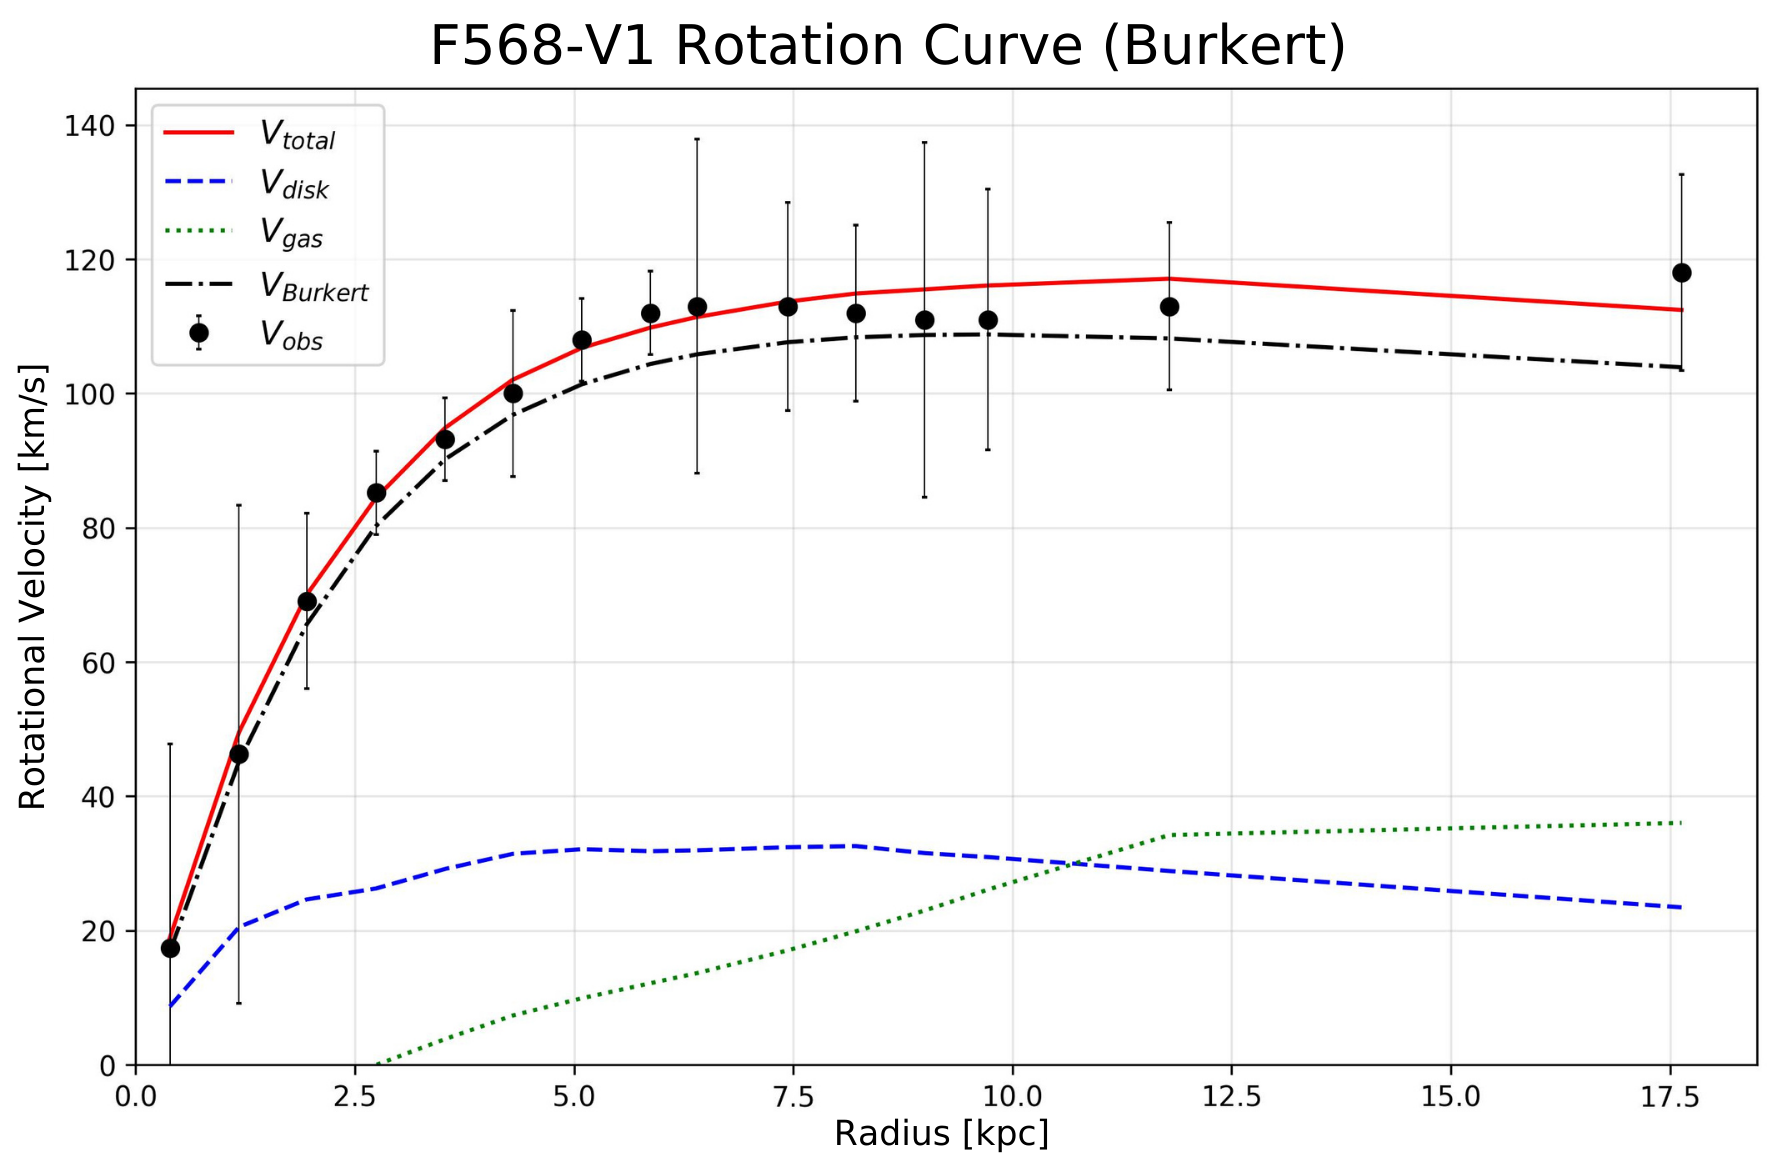 F568-V1 Rotation Curve (Burkert)
Rotational Velocity [km/s]
140
120
100
80
60
40
20
0
V_total
V_disk
V_gas
V_Burkert
V_obs
0.0 2.5 5.0 7.5 10.0 12.5 15.0 17.5
Radius [kpc]